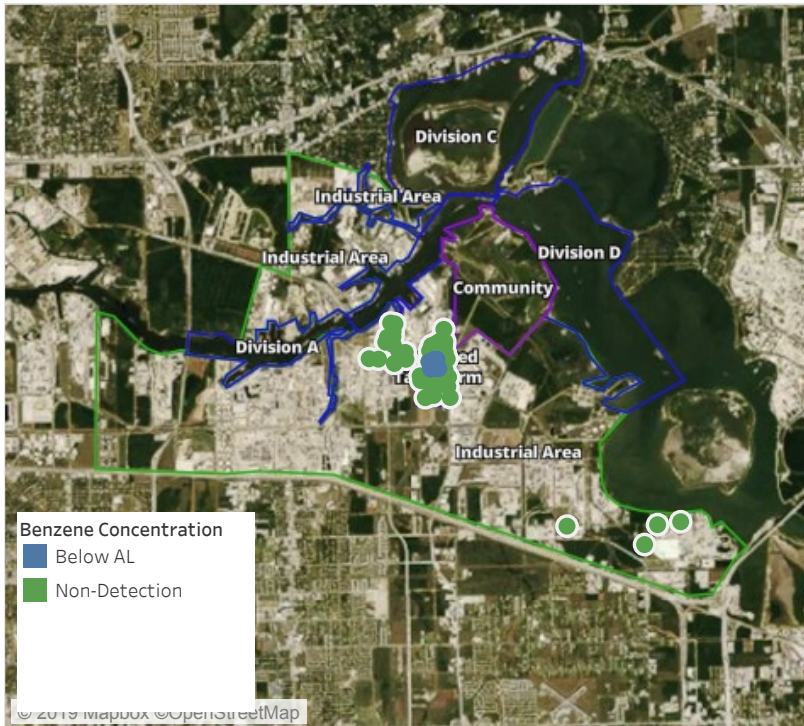 Division C
Industrial Area
Industrial Area
Division D
Community
Division A
Industrial Area
Benzene Concentration
Below AL
Non-Detection
© 2019 Mapbox ©OpenStreetMap